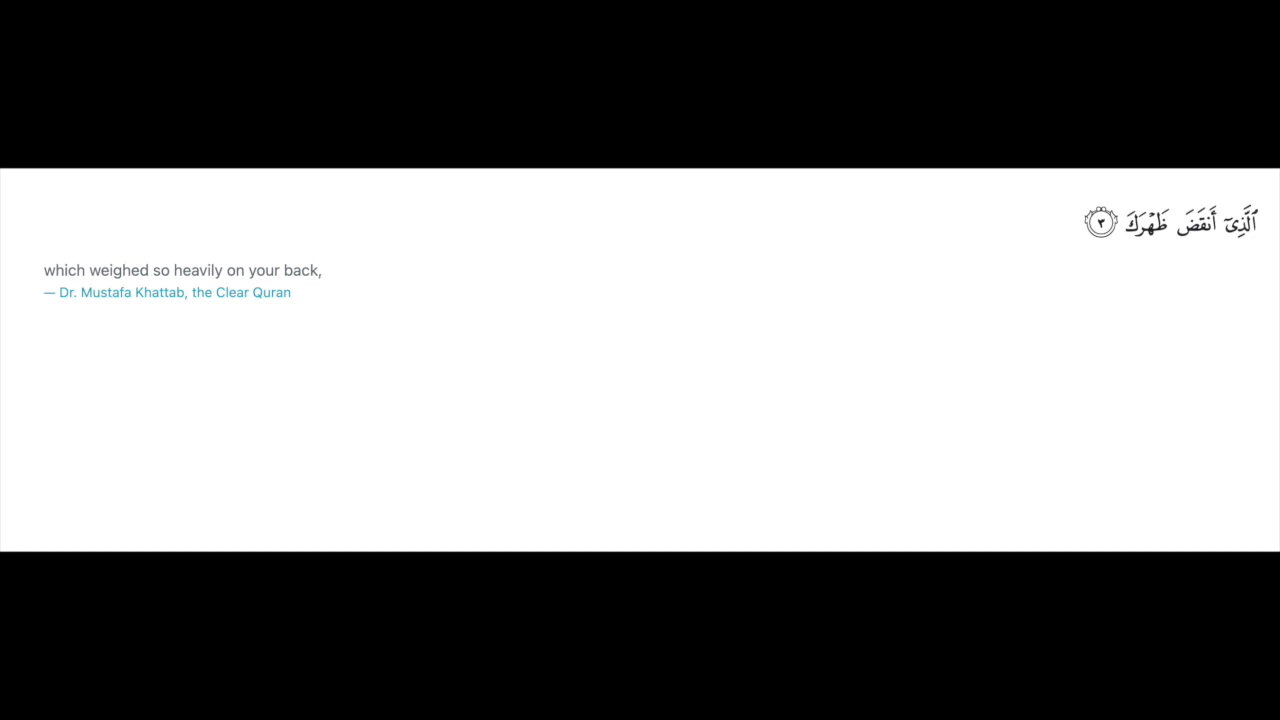 ٱلَّذِىٓ أَنقَضَ ظَهْرَكَ ٣
which weighed so heavily on your back,
— Dr. Mustafa Khattab, the Clear Quran